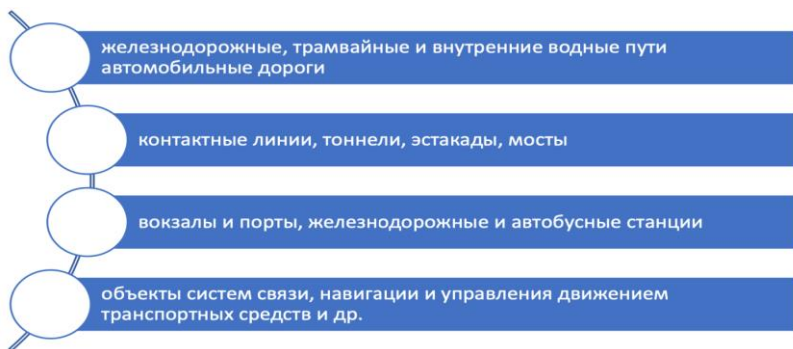 железнодорожные, трамвайные и внутренние водные пути
автомобильные дороги
контактные линии, тоннели, эстакады, мосты
вокзалы и порты, железнодорожные и автобусные станции
объекты систем связи, навигации и управления движением
транспортных средств и др.